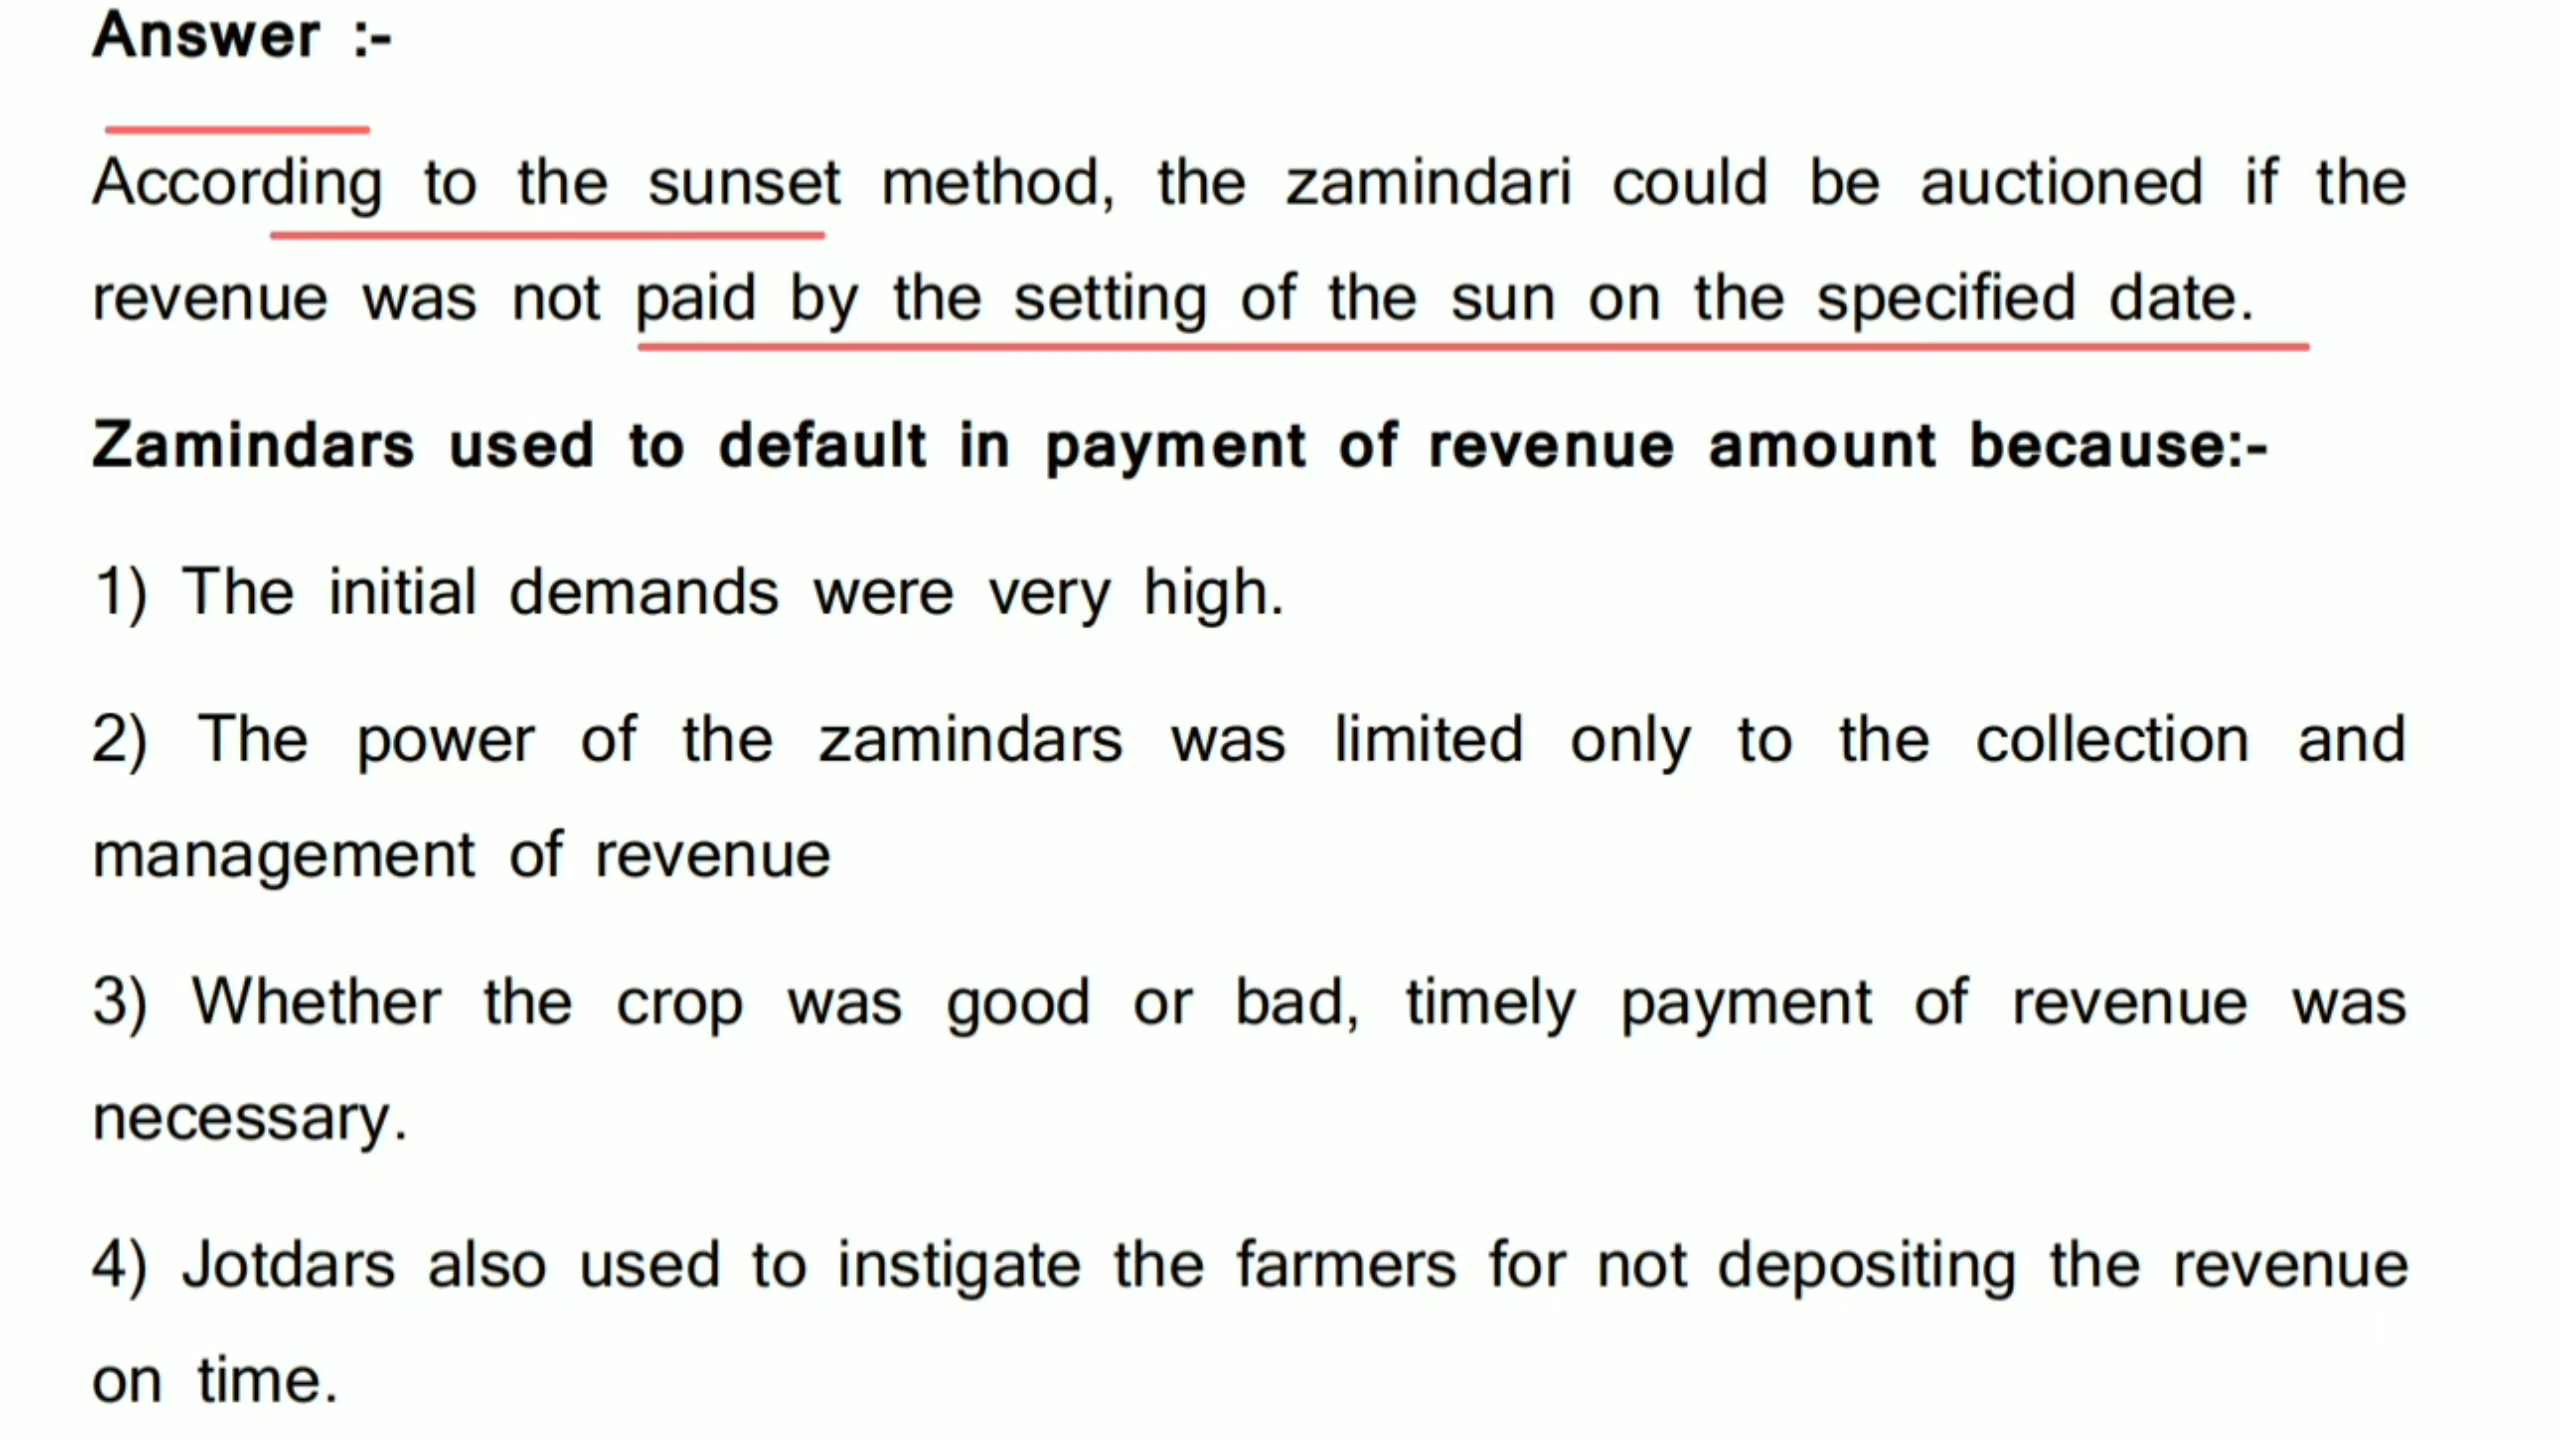 Answer :-
According to the sunset method, the zamindari could be auctioned if the
revenue was not paid by the setting of the sun on the specified date.
Zamindars used to default in payment of revenue amount because:-
1) The initial demands were very high.
2) The power of the zamindars was limited only to the collection and
management of revenue
3) Whether the crop was good or bad, timely payment of revenue was
necessary.
4) Jotdars also used to instigate the farmers for not depositing the revenue
on time.